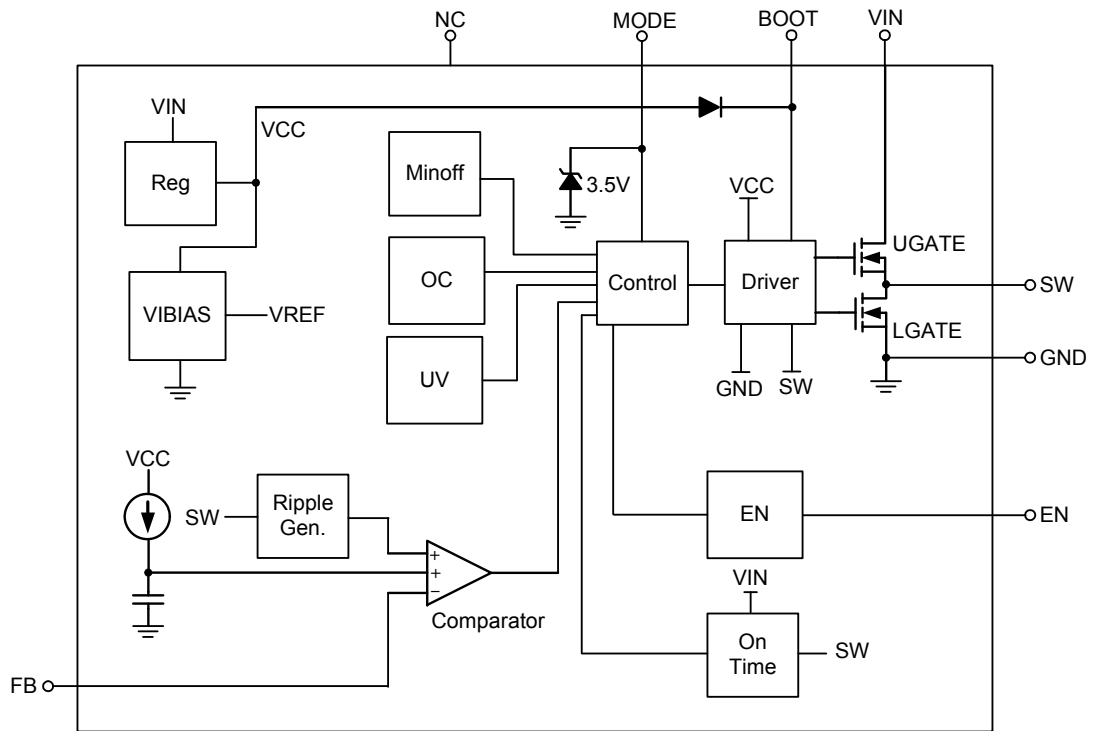 NC
MODE
BOOT
VIN
VIN
VCC
Reg
Minoff
3.5V
VCC
UGATE
OC
Control
Driver
SW
VIBIAS
VREF
LGATE
GND
UV
GND
SW
VCC
SW
Ripple
Gen.
EN
EN
+
+
−
Comparator
VIN
On
Time
SW
FB